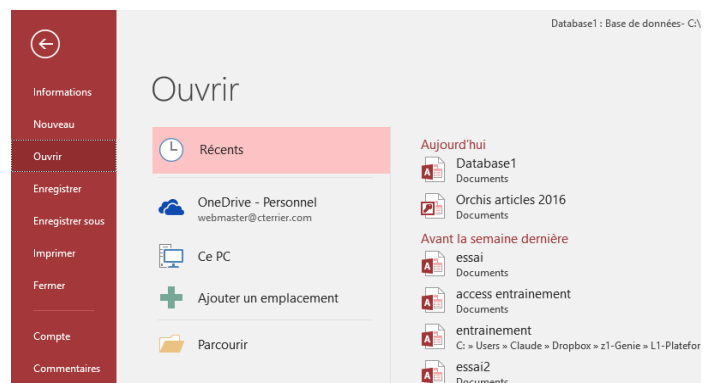 Database1 : Base de données- C:\
Informations
Nouveau
Ouvrir
Enregistrer
Enregistrer sous
Imprimer
Fermer
Compte
Commentaires
Ouvrir
Récents
OneDrive - Personnel
webmaster@cterrier.com
Ce PC
Ajouter un emplacement
Parcourir
Aujourd'hui
Database1
Documents
Orchis articles 2016
Documents
Avant la semaine dernière
essai
Documents
access entrainement
Documents
entrainement
C: » Users » Claude » Dropbox » z1-Genie » L1-Platefor
essai2
Documents